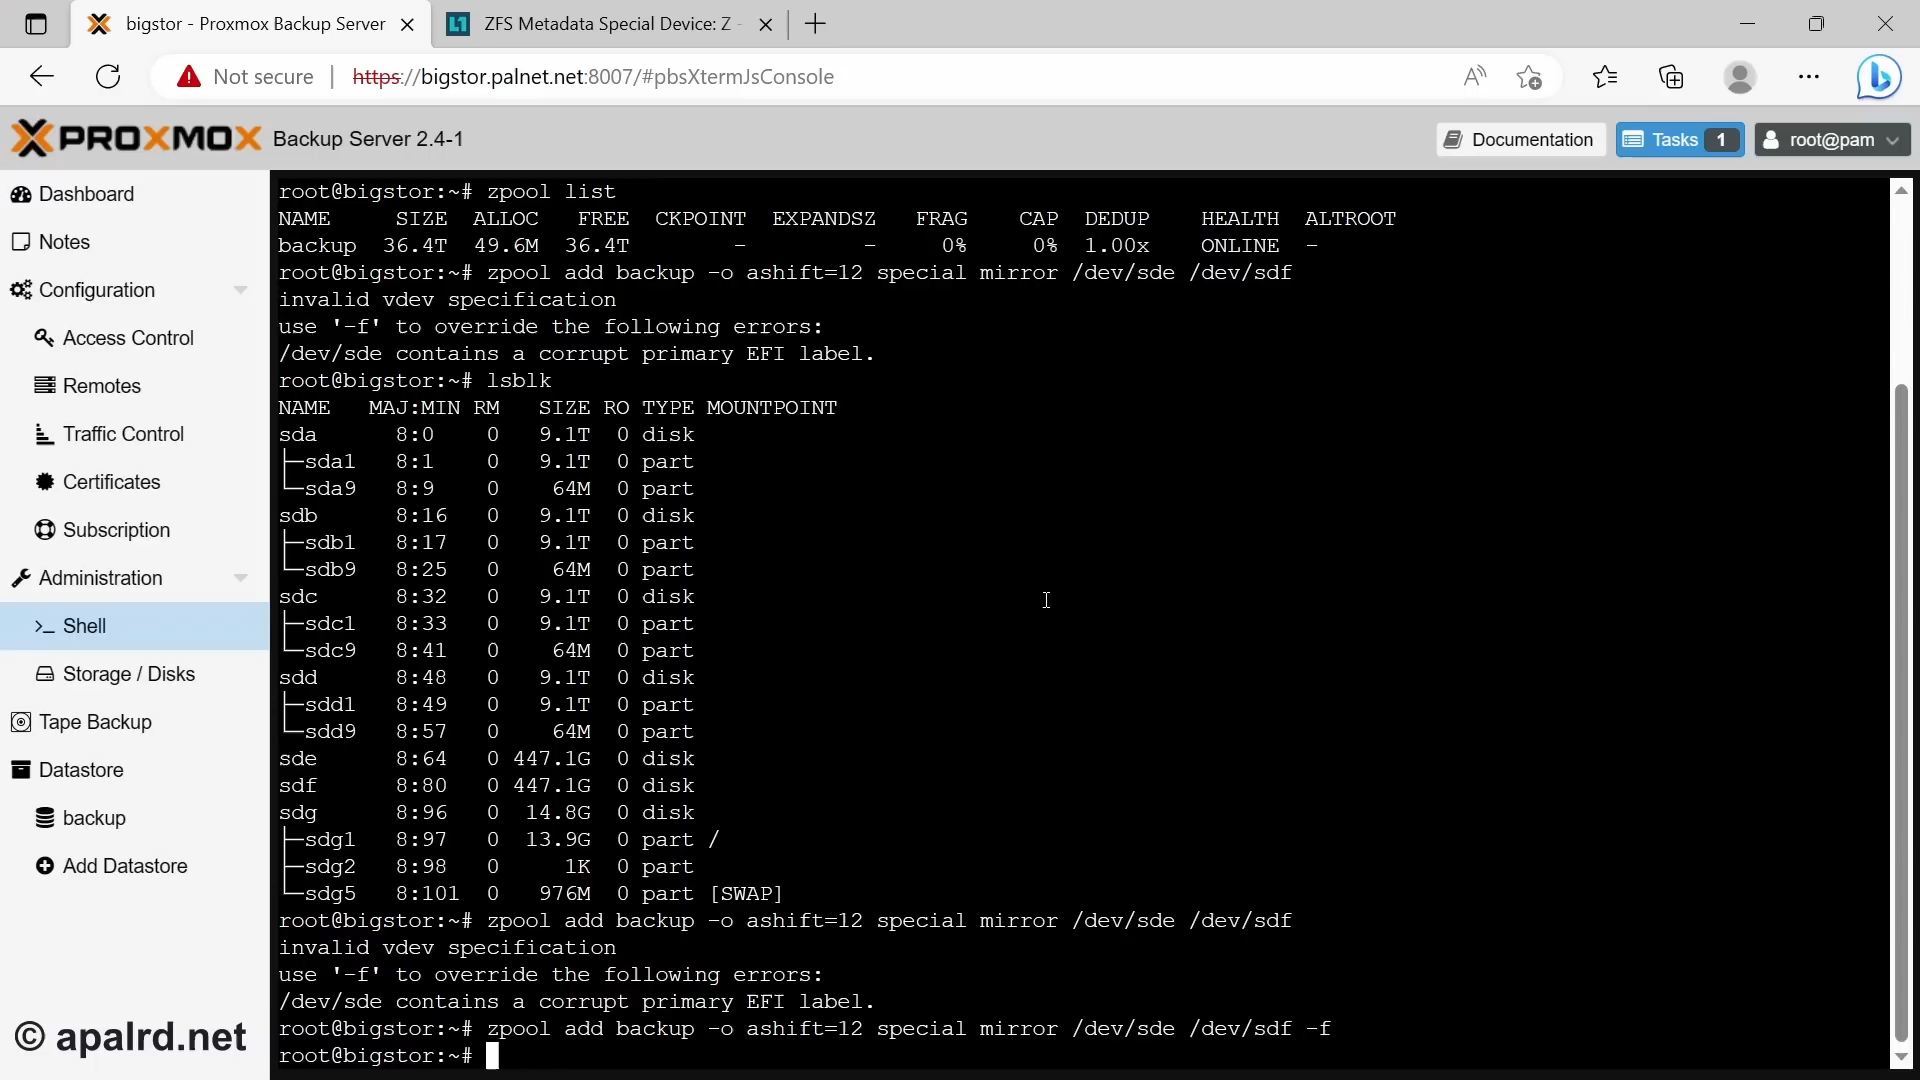 bigstor - Proxmox Backup Server
ZFS Metadata Special Device: Z -
Not secure
https://bigstor.palnet.net:8007/#pbsXtermJsConsole
PROXMOX Backup Server 2.4-1
Documentation
Tasks 1
root@pam
Dashboard
Notes
Configuration
Access Control
Remotes
Traffic Control
Certificates
Subscription
Administration
>_ Shell
Storage / Disks
Tape Backup
Datastore
backup
Add Datastore
© apalrd.net
root@bigstor:~# zpool list
NAME     SIZE  ALLOC   FREE  CKPOINT  EXPANDSZ   FRAG    CAP  DEDUP    HEALTH  ALTROOT
backup  36.4T  49.6M  36.4T        -         -     0%     0%  1.00x    ONLINE  -
root@bigstor:~# zpool add backup -o ashift=12 special mirror /dev/sde /dev/sdf
invalid vdev specification
use '-f' to override the following errors:
/dev/sde contains a corrupt primary EFI label.
root@bigstor:~# lsblk
NAME   MAJ:MIN RM   SIZE RO TYPE MOUNTPOINT
sda      8:0    0   9.1T  0 disk
├─sda1   8:1    0   9.1T  0 part
└─sda9   8:9    0    64M  0 part
sdb      8:16   0   9.1T  0 disk
├─sdb1   8:17   0   9.1T  0 part
└─sdb9   8:25   0    64M  0 part
sdc      8:32   0   9.1T  0 disk
├─sdc1   8:33   0   9.1T  0 part
└─sdc9   8:41   0    64M  0 part
sdd      8:48   0   9.1T  0 disk
├─sdd1   8:49   0   9.1T  0 part
└─sdd9   8:57   0    64M  0 part
sde      8:64   0 447.1G  0 disk
sdf      8:80   0 447.1G  0 disk
sdg      8:96   0  14.8G  0 disk
├─sdg1   8:97   0  13.9G  0 part /
├─sdg2   8:98   0     1K  0 part
└─sdg5   8:101  0   976M  0 part [SWAP]
root@bigstor:~# zpool add backup -o ashift=12 special mirror /dev/sde /dev/sdf
invalid vdev specification
use '-f' to override the following errors:
/dev/sde contains a corrupt primary EFI label.
root@bigstor:~# zpool add backup -o ashift=12 special mirror /dev/sde /dev/sdf -f
root@bigstor:~#